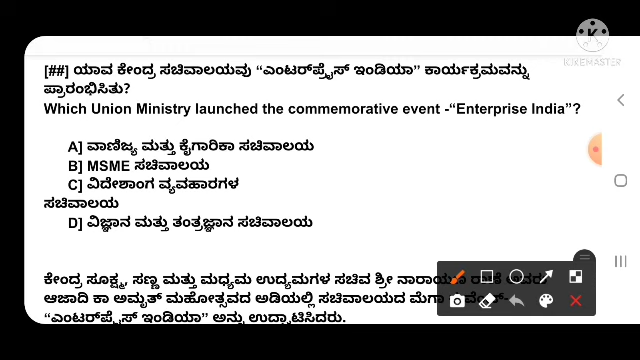 [##] ಯಾವ ಕೇಂದ್ರ ಸಚಿವಾಲಯವು “ಎಂಟರ್‌ಪ್ರೈಸ್ ಇಂಡಿಯಾ” ಕಾರ್ಯಕ್ರಮವನ್ನು
ಪ್ರಾರಂಭಿಸಿತು?
Which Union Ministry launched the commemorative event -“Enterprise India”?
A] ವಾಣಿಜ್ಯ ಮತ್ತು ಕೈಗಾರಿಕಾ ಸಚಿವಾಲಯ
B] MSME ಸಚಿವಾಲಯ
C] ವಿದೇಶಾಂಗ ವ್ಯವಹಾರಗಳ
ಸಚಿವಾಲಯ
D] ವಿಜ್ಞಾನ ಮತ್ತು ತಂತ್ರಜ್ಞಾನ ಸಚಿವಾಲಯ
ಕೇಂದ್ರ ಸೂಕ್ಷ್ಮ, ಸಣ್ಣ ಮತ್ತು ಮಧ್ಯಮ ಉದ್ಯಮಗಳ ಸಚಿವ ಶ್ರೀ
ಆಜಾದಿ ಕಾ ಅಮೃತ್ ಮಹೋತ್ಸವದ ಅಡಿಯಲ್ಲಿ ಸಚಿವಾಲಯದ ಮೆಗಾ
“ಎಂಟರ್‌ಪ್ರೈಸ್ ಇಂಡಿಯಾ” ಅನ್ನು ಉದ್ಘಾಟಿಸಿದರು.
KINEMASTER